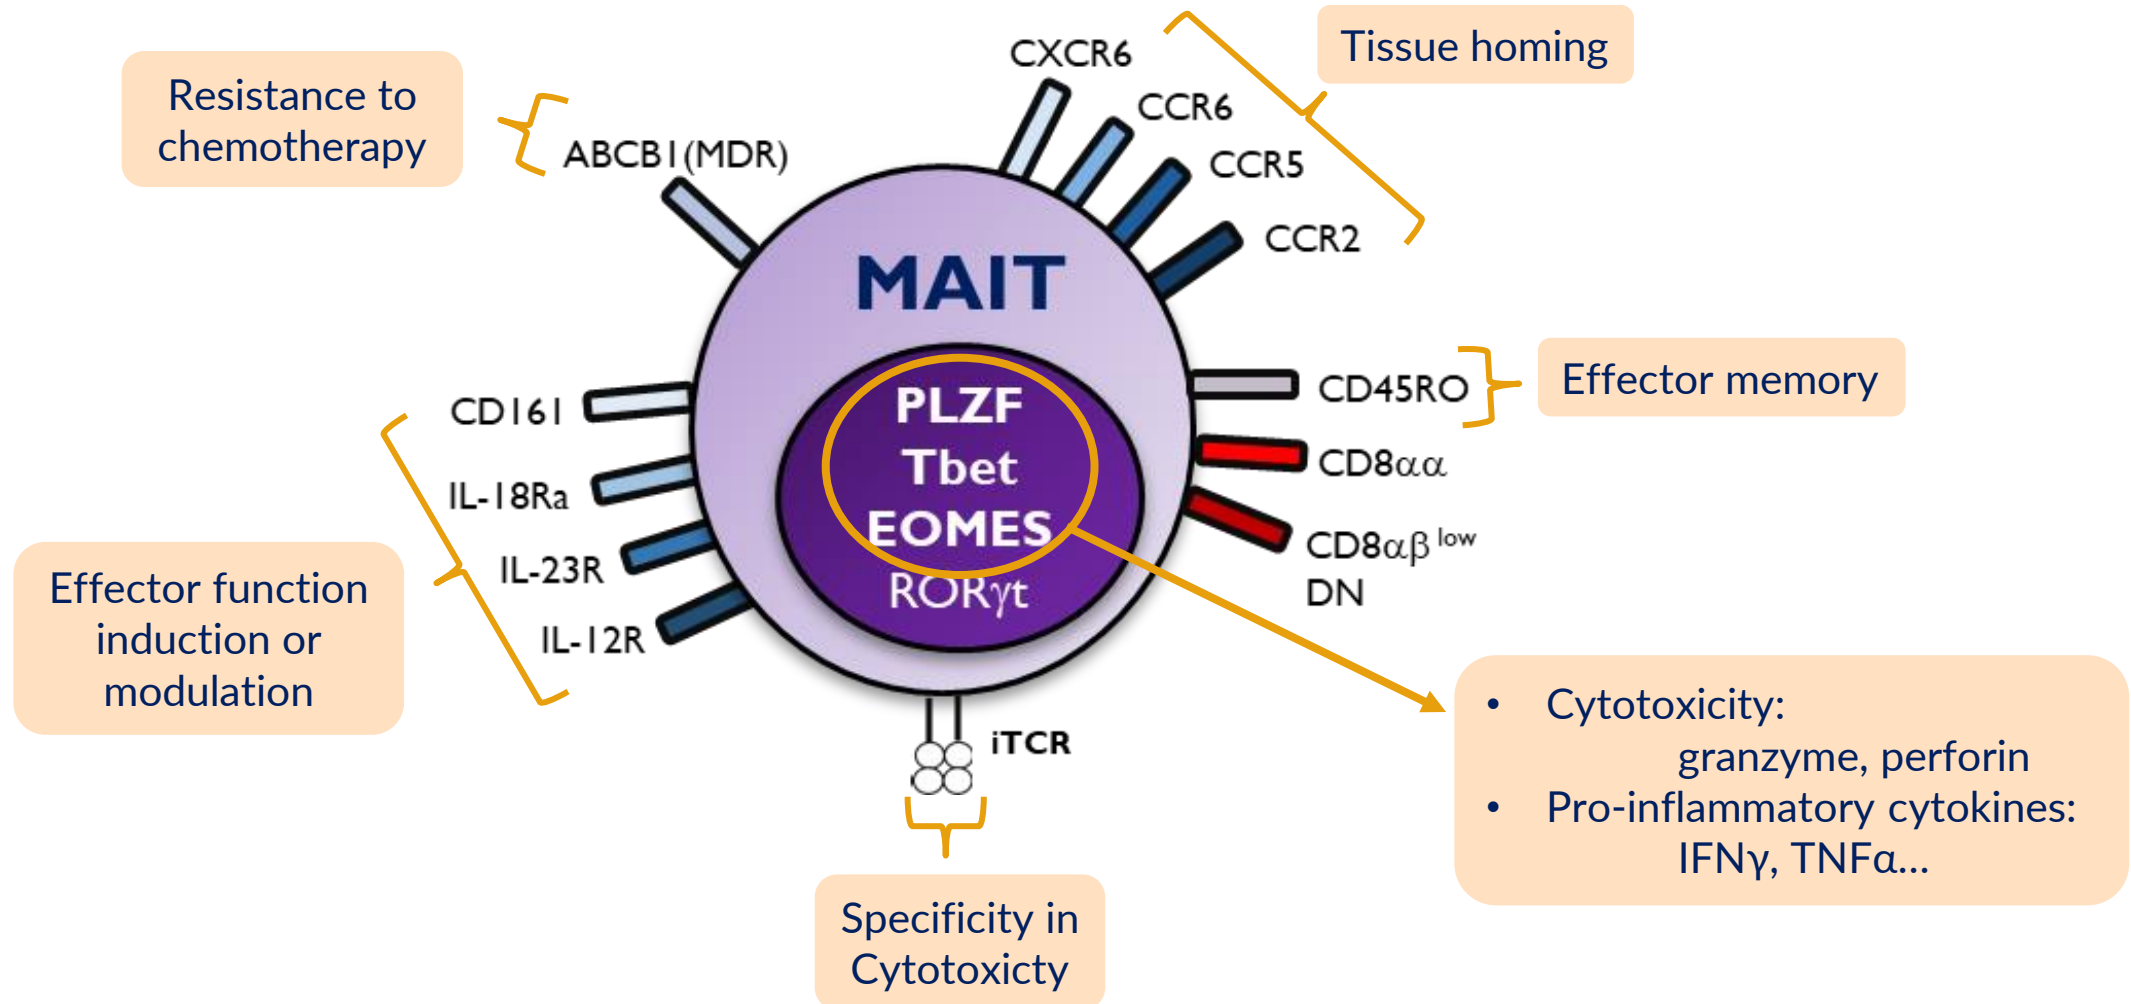 Resistance to
chemotherapy
ABCB1(MDR)
CXCR6
CCR6
CCR5
CCR2
Tissue homing
MAIT
PLZF
Tbet
EOMES
RORγt
CD161
IL-18Ra
IL-23R
IL-12R
Effector function
induction or
modulation
CD45RO
Effector memory
CD8αα
CD8αβ low
DN
iTCR
Specificity in
Cytotoxicty
• Cytotoxicity:
granzyme, perforin
• Pro-inflammatory cytokines:
IFNγ, TNFα...